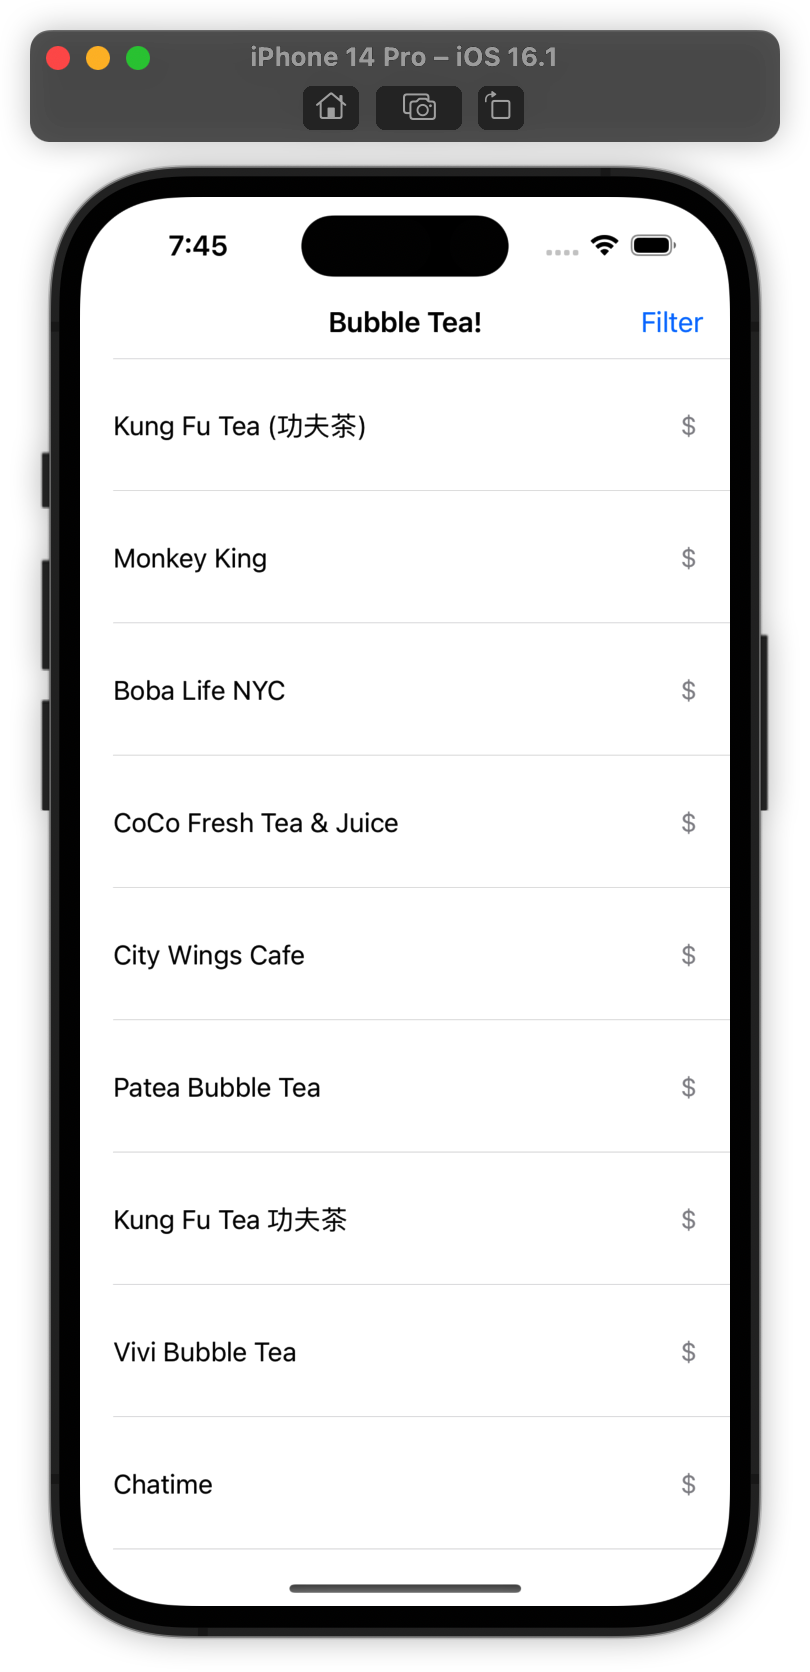 iPhone 14 Pro – iOS 16.1
7:45
Bubble Tea! Filter
Kung Fu Tea (功夫茶) $
Monkey King $
Boba Life NYC $
CoCo Fresh Tea & Juice $
City Wings Cafe $
Patea Bubble Tea $
Kung Fu Tea 功夫茶 $
Vivi Bubble Tea $
Chatime $